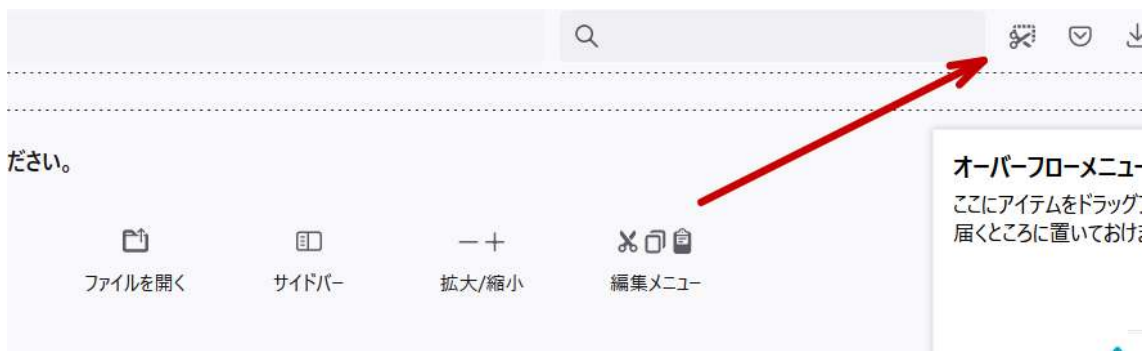 ださい。
オーバーフローメニュー
ここにアイテムをドラッグ
届くところに置いておけ
ファイルを開く
サイドバー
拡大/縮小
編集メニュー